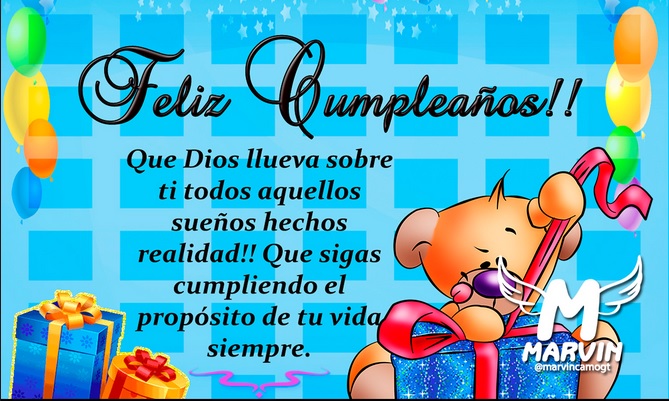 Feliz Cumpleaños!!
Que Dios llueva sobre
ti todos aquellos
sueños hechos
realidad!! Que sigas
cumpliendo el
propósito de tu vida
siempre.
M
MARVIN
@marvincamogt